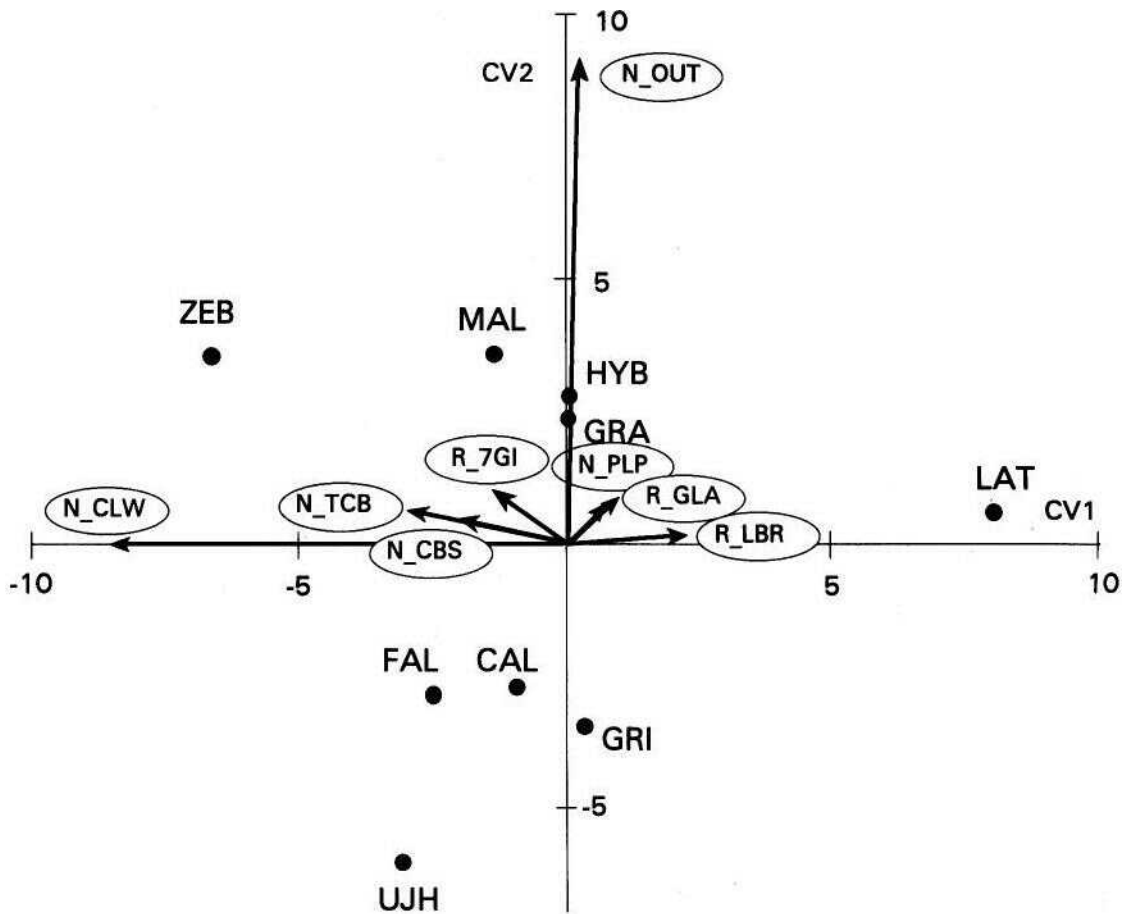 10
CV2
N_OUT
5
ZEB
MAL
HYB
GRA
R_7GI
N_PLP
LAT
N_CLW
N_TCB
R_GLA
CV1
R_LBR
N_CBS
-10
-5
5
10
FAL
CAL
GRI
-5
UJH